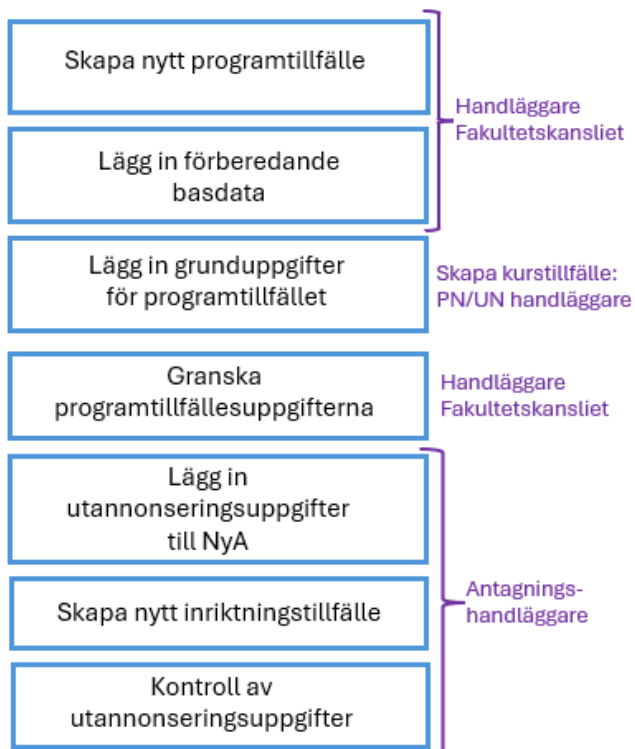 Skapa nytt programtillfälle
Lägg in förberedande
basdata
Handläggare
Fakultetskansliet
Lägg in grunduppgifter
för programtillfället
Skapa kurstillfälle:
PN/UN handläggare
Granska
programtillfällesuppgifterna
Handläggare
Fakultetskansliet
Lägg in
utannonseringsuppgifter
till NyA
Skapa nytt inriktningstillfälle
Kontroll av
utannonseringsuppgifter
Antagnings-
handläggare